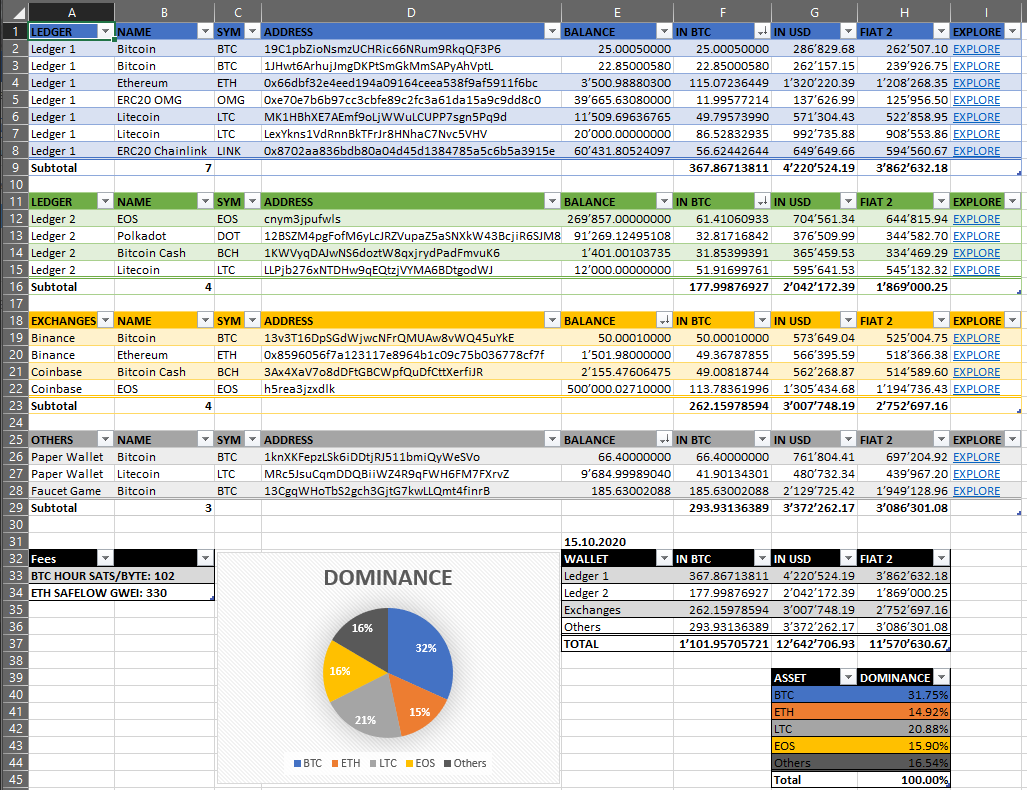 A B C D E F G H I
1 LEDGER NAME SYM ADDRESS BALANCE IN BTC IN USD FIAT 2 EXPLORE
2 Ledger 1 Bitcoin BTC 19C1pbZioNsmzUCHRic66NRum9RkqQF3P6 25.00050000 25.00050000 286’829.68 262’507.10 EXPLORE
3 Ledger 1 Bitcoin BTC 1JHwt6ArhujJmgDKPtSmGkMmSAPyAhVptL 22.85000580 22.85000580 262’157.15 239’926.75 EXPLORE
4 Ledger 1 Ethereum ETH 0x66dbf32e4eed194a09164ceea538f9af5911f6bc 3’500.98880300 115.07236449 1’320’220.39 1’208’268.35 EXPLORE
5 Ledger 1 ERC20 OMG OMG 0xe70e7b6b97cc3cbfe89c2fc3a61da15a9c9dd8c0 39’665.63080000 11.99577214 137’626.99 125’956.50 EXPLORE
6 Ledger 1 Litecoin LTC MK1HBhXE7AEmf9oLjWWuLCUPP7sgn5Pq9d 11’509.69636765 49.79573990 571’304.43 522’858.95 EXPLORE
7 Ledger 1 Litecoin LTC LexYkns1VdRnnBkTFrJr8HNhaC7Nvc5VHV 20’000.00000000 86.52832935 992’735.88 908’553.86 EXPLORE
8 Ledger 1 ERC20 Chainlink LINK 0x8702aa836bdb80a04d45d1384785a5c6b5a3915e 60’431.80524097 56.62442644 649’649.66 594’560.67 EXPLORE
9 Subtotal 7 367.86713811 4’220’524.19 3’862’632.18
10
11 LEDGER NAME SYM ADDRESS BALANCE IN BTC IN USD FIAT 2 EXPLORE
12 Ledger 2 EOS EOS cnym3jpufwls 269’857.00000000 61.41060933 704’561.34 644’815.94 EXPLORE
13 Ledger 2 Polkadot DOT 12BSZM4pgFofM6yLcJRZVupaZ5aSNXkW43BcjiR6SJM8 91’269.12495108 32.81716842 376’509.99 344’582.70 EXPLORE
14 Ledger 2 Bitcoin Cash BCH 1KWVyqDAJwNS6doztW8qxjrydPadFmvuK6 1’401.00103735 31.85399391 365’459.53 334’469.29 EXPLORE
15 Ledger 2 Litecoin LTC LLPjb276xNTDHw9qEQtzjVYMA6BDtgodWJ 12’000.00000000 51.91699761 595’641.53 545’132.32 EXPLORE
16 Subtotal 4 177.99876927 2’042’172.39 1’869’000.25
17
18 EXCHANGES NAME SYM ADDRESS BALANCE IN BTC IN USD FIAT 2 EXPLORE
19 Binance Bitcoin BTC 13v3T16DpSGdWjwcNFrQMUAw8vWQ45uYkE 50.00010000 50.00010000 573’649.04 525’004.75 EXPLORE
20 Binance Ethereum ETH 0x8596056f7a123117e8964b1c09c75b036778cf7f 1’501.98000000 49.36787855 566’395.59 518’366.38 EXPLORE
21 Coinbase Bitcoin Cash BCH 3Ax4XaV7o8dDFtGBCWpfQuDfCttXerfiJR 2’155.47606475 49.00818744 562’268.87 514’589.60 EXPLORE
22 Coinbase EOS EOS h5rea3jzxdlk 500’000.02710000 113.78361996 1’305’434.68 1’194’736.43 EXPLORE
23 Subtotal 4 262.15978594 3’007’748.19 2’752’697.16
24
25 OTHERS NAME SYM ADDRESS BALANCE IN BTC IN USD FIAT 2 EXPLORE
26 Paper Wallet Bitcoin BTC 1knXKFepzLSk6iDDtjRJ511bmiQyWeSVo 66.40000000 66.40000000 761’804.41 697’204.92 EXPLORE
27 Paper Wallet Litecoin LTC MRc5JsuCqmDDQBiiWZ4R9qFWH6FM7FXrvZ 9’684.99989040 41.90134301 480’732.34 439’967.20 EXPLORE
28 Faucet Game Bitcoin BTC 13CgqWHoTbS2gch3GjtG7kwLLQmt4finrB 185.63002088 185.63002088 2’129’725.42 1’949’128.96 EXPLORE
29 Subtotal 3 293.93136389 3’372’262.17 3’086’301.08
30
31 15.10.2020
32 Fees WALLET IN BTC IN USD FIAT 2
33 BTC HOUR SATS/BYTE: 102 Ledger 1 367.86713811 4’220’524.19 3’862’632.18
34 ETH SAFELOW GWEI: 330 Ledger 2 177.99876927 2’042’172.39 1’869’000.25
35 Exchanges 262.15978594 3’007’748.19 2’752’697.16
36 Others 293.93136389 3’372’262.17 3’086’301.08
37 TOTAL 1’101.95705721 12’642’706.93 11’570’630.67
38
39 ASSET DOMINANCE
40 BTC 31.75%
41 ETH 14.92%
42 LTC 20.88%
43 EOS 15.90%
44 Others 16.54%
45 Total 100.00%
DOMINANCE
16% 32%
16%
21% 15%
BTC ETH LTC EOS Others